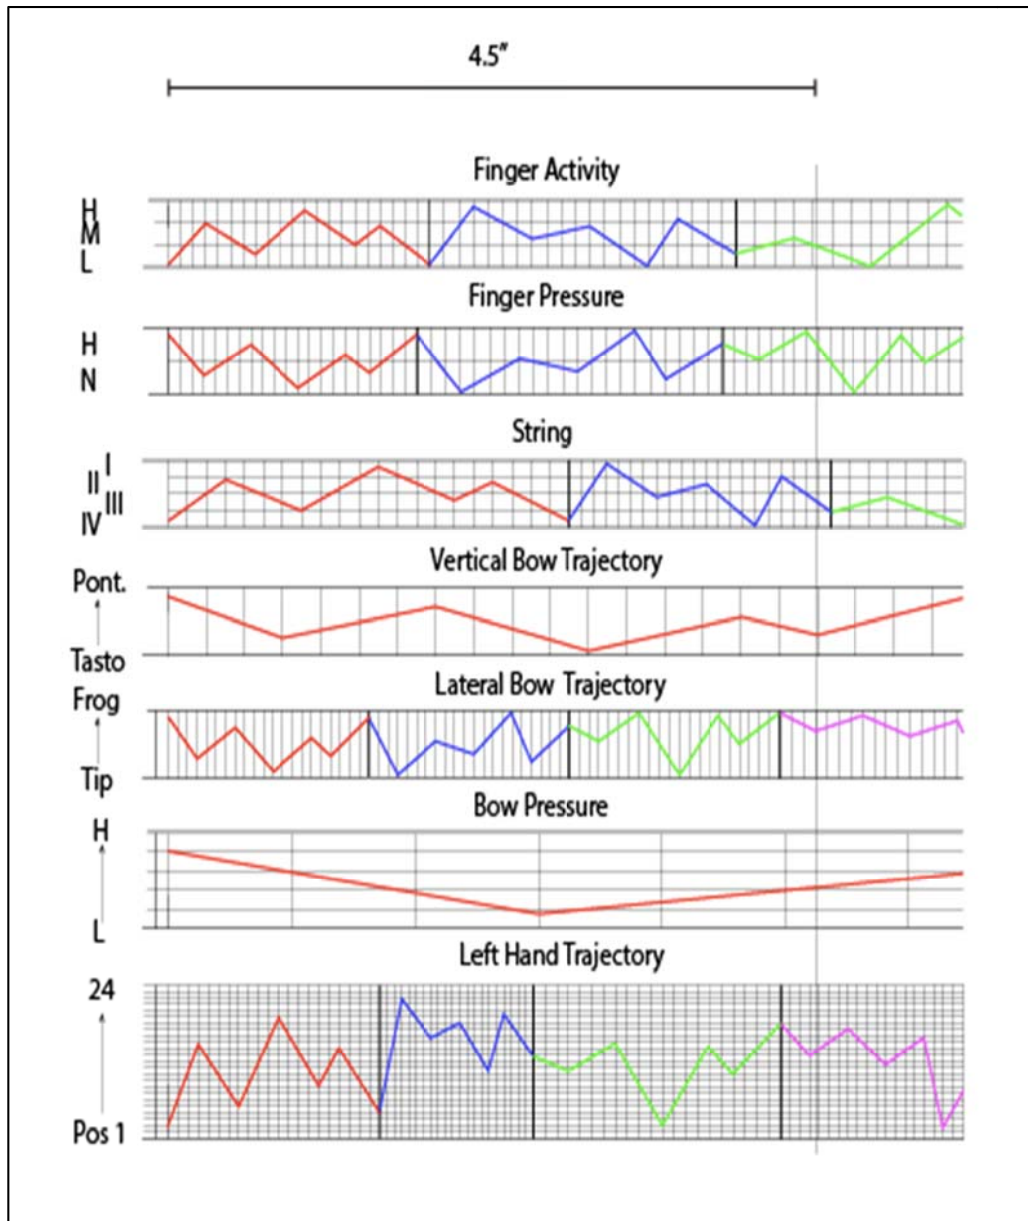 4.5”
Finger Activity
H
M
L
Finger Pressure
H
N
String
I
II
III
IV
Vertical Bow Trajectory
Pont.
Tasto
Lateral Bow Trajectory
Frog
Tip
Bow Pressure
H
L
Left Hand Trajectory
24
Pos 1